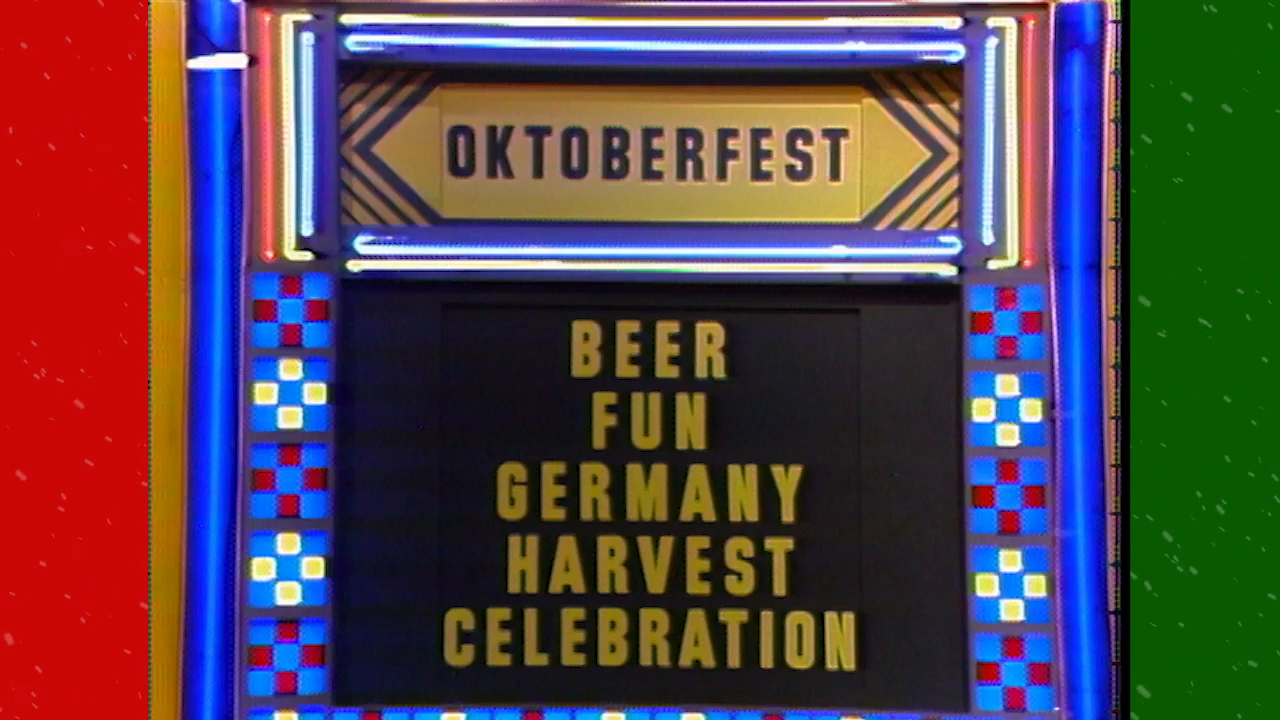 OKTOBERFEST
BEER
FUN
GERMANY
HARVEST
CELEBRATION